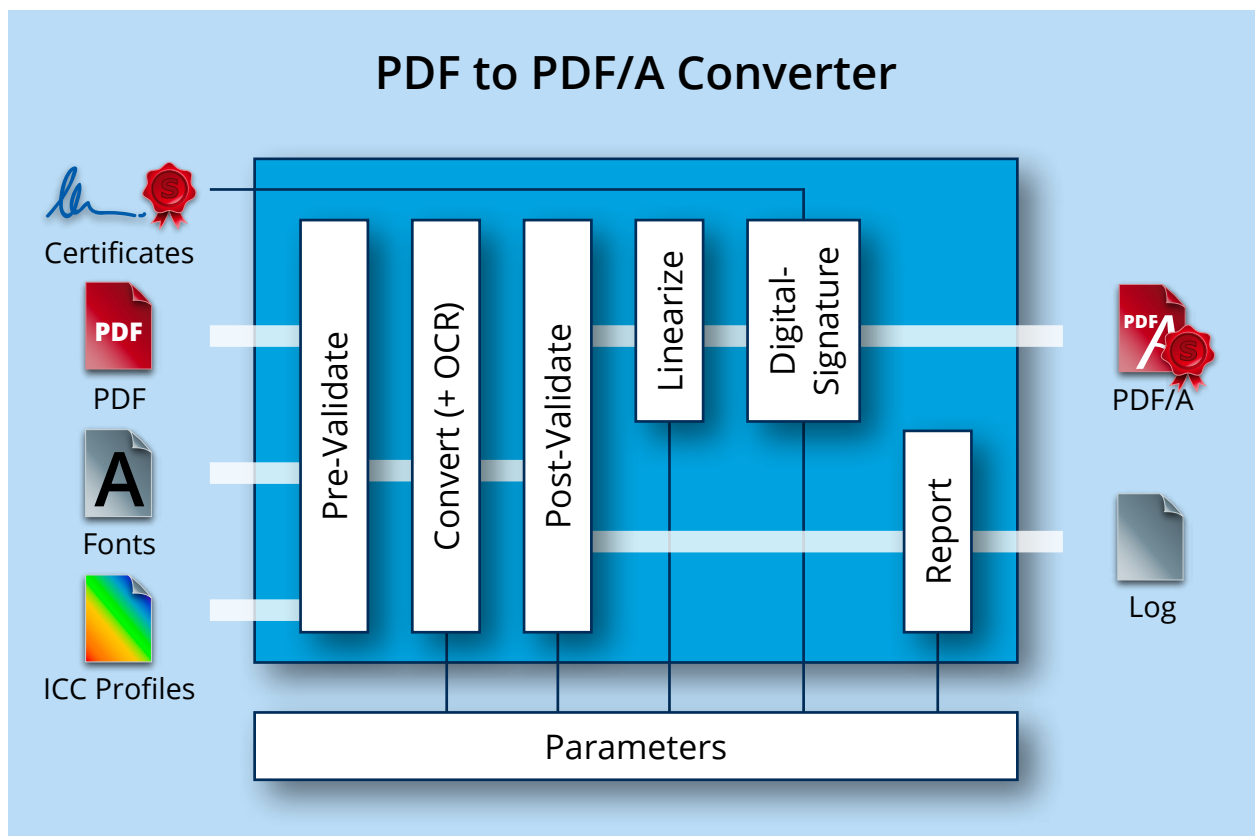 PDF to PDF/A Converter
S
Certificates
PDF
PDF
A
Fonts
ICC Profiles
Pre-Validate
Convert (+ OCR)
Post-Validate
Linearize
Digital-
Signature
Report
PDF
A
S
PDF/A
Log
Parameters